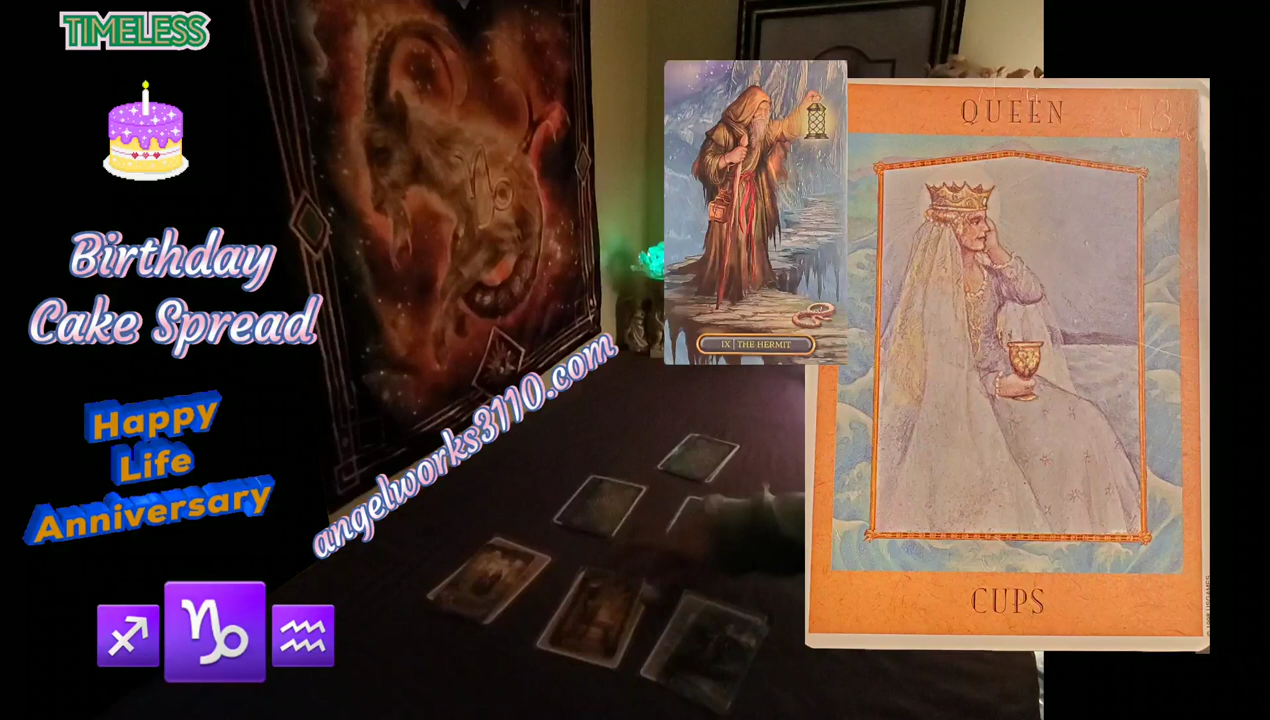 TIMELESS
Birthday
Cake Spread
Happy
Life
Anniversary
angelworks3110.com
IX | THE HERMIT
QUEEN
CUPS